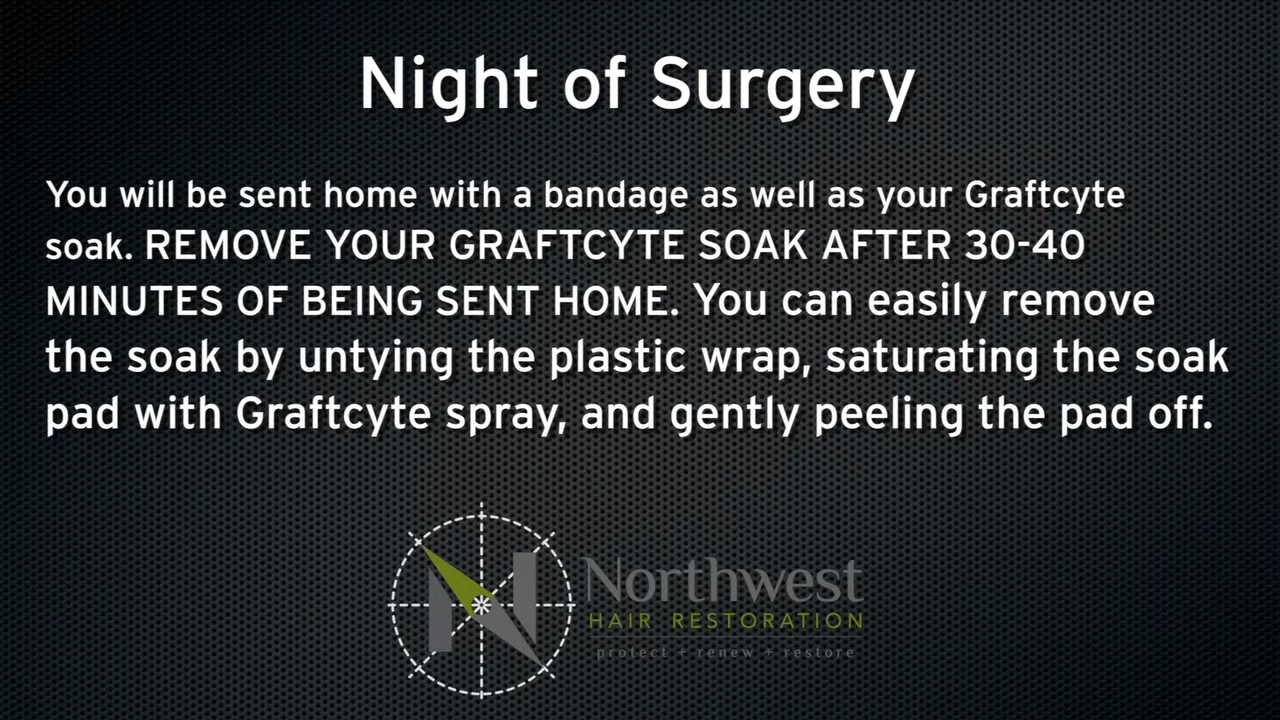 Night of Surgery
You will be sent home with a bandage as well as your Graftcyte
soak. REMOVE YOUR GRAFTCYTE SOAK AFTER 30-40
MINUTES OF BEING SENT HOME. You can easily remove
the soak by untying the plastic wrap, saturating the soak
pad with Graftcyte spray, and gently peeling the pad off.
Northwest
HAIR RESTORATION
protect + renew + restore